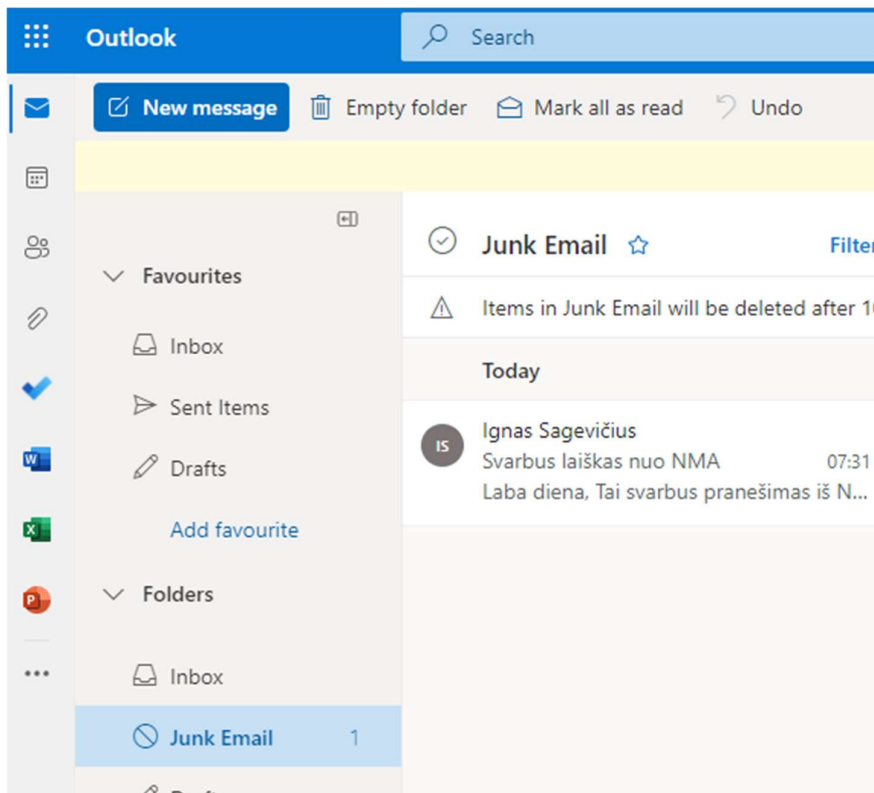 Outlook
Search
New message
Empty folder
Mark all as read
Undo
Favourites
Inbox
Sent Items
Drafts
Add favourite
Folders
Inbox
Junk Email 1
Junk Email
Filter
Items in Junk Email will be deleted after
Today
IS
Ignas Sagevičius
Svarbus laiškas nuo NMA 07:31
Laba diena, Tai svarbus pranešimas iš N...